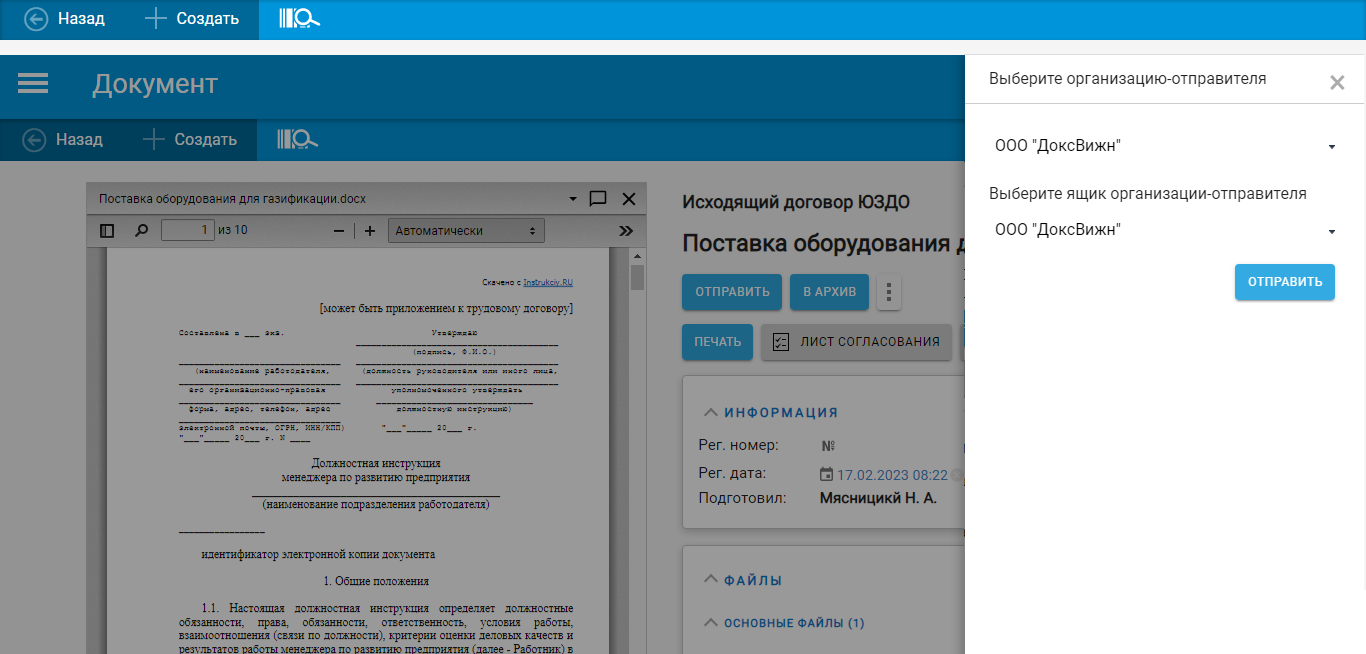 Назад Создать
Документ
Назад Создать
Поставка оборудования для газификации.docx
1 из 10 Автоматически
Скачено с Instrukciy.RU
[может быть приложением к трудовому договору]
Составлена в ___ экз. Утверждаю
(подпись, Ф.И.О.)
(наименование работодателя, (должность руководителя или иного лица,
его организационно-правовая уполномоченного утверждать
форма, адрес, телефон, адрес должностную инструкцию)
электронной почты, ОГРН, ИНН/КПП) "___"_____ 20___ г.
"___"_____ 20___ г. N ____
Должностная инструкция
менеджера по развитию предприятия
(наименование подразделения работодателя)
идентификатор электронной копии документа
1. Общие положения
1.1. Настоящая должностная инструкция определяет должностные
обязанности, права, обязанности, ответственность, условия работы,
взаимоотношения (связи по должности), критерии оценки деловых качеств и
результатов работы менеджера по развитию предприятия (далее - Работник) в
Исходящий договор ЮЗДО
Поставка оборудования д
ОТПРАВИТЬ В АРХИВ
ПЕЧАТЬ ЛИСТ СОГЛАСОВАНИЯ
ИНФОРМАЦИЯ
Рег. номер: №
Рег. дата: 17.02.2023 08:22
Подготовил: Мясницикй Н. А.
ФАЙЛЫ
ОСНОВНЫЕ ФАЙЛЫ (1)
Выберите организацию-отправителя
ООО "ДоксВижн"
Выберите ящик организации-отправителя
ООО "ДоксВижн"
ОТПРАВИТЬ